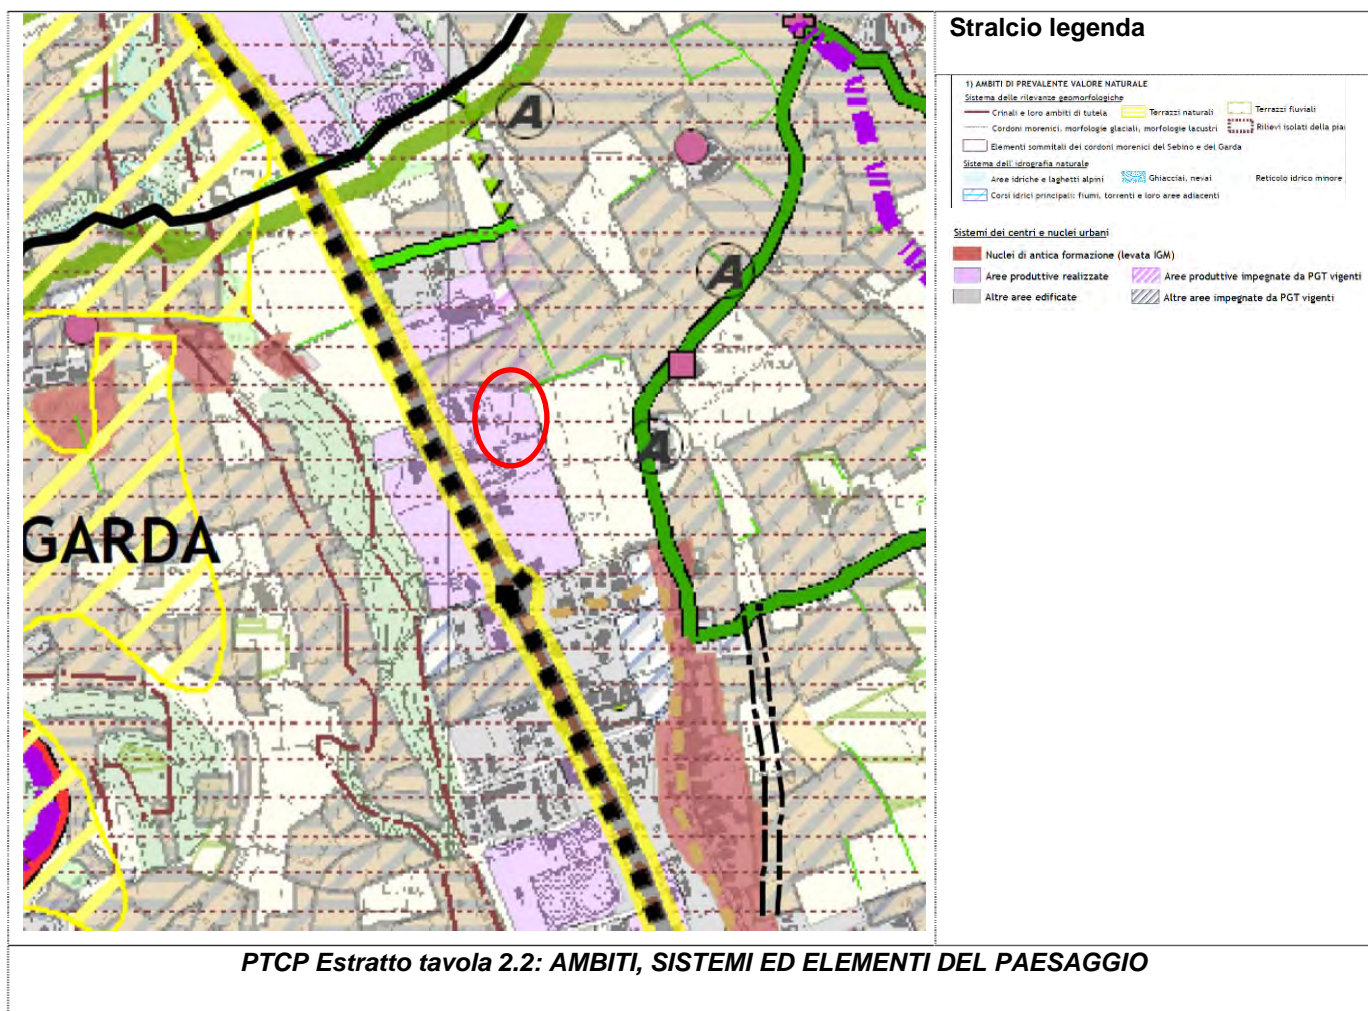 Stralcio legenda
1) AMBITI DI PREVALENTE VALORE NATURALE
Sistema delle rilevanze geomorfologiche
Crinali e loro ambiti di tutela
Terrazzi naturali
Terrazzi fluviali
Cordoni morenici, morfologie glaciali, morfologie lacustri
Rilievi isolati della pia
Elementi sommitali dei cordoni morenici del Sebino e del Garda
Sistema dell' idrografia naturale
Aree idriche e laghetti alpini
Ghiacciai, nevai
Reticolo idrico minore
Corsi idrici principali: fiumi, torrenti e loro aree adiacenti
Sistemi dei centri e nuclei urbani
Nuclei di antica formazione (levata IGM)
Aree produttive realizzate
Aree produttive impegnate da PGT vigenti
Altre aree edificate
Altre aree impegnate da PGT vigenti
A
A
A
GARDA
PTCP Estratto tavola 2.2: AMBITI, SISTEMI ED ELEMENTI DEL PAESAGGIO